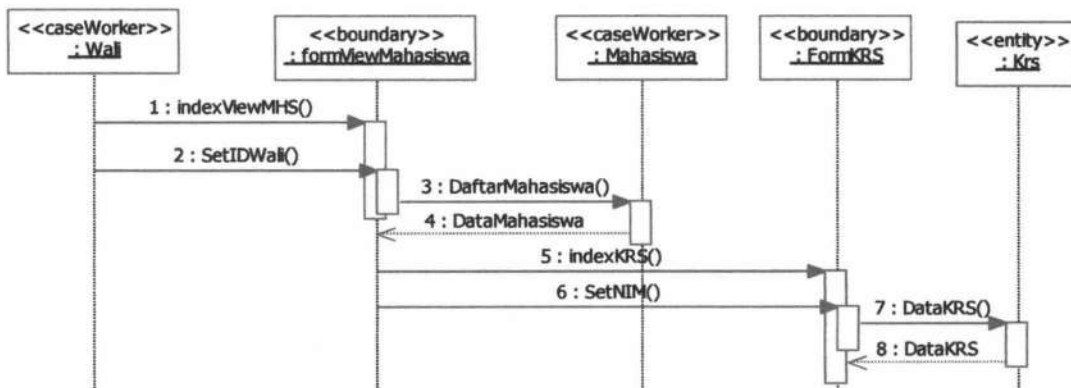 <<caseWorker>>
: Wali
<<boundary>>
: formViewMahasiswa
<<caseWorker>>
: Mahasiswa
<<boundary>>
: FormKRS
<<entity>>
: Krs
1 : indexViewMHS()
2 : SetIDWali()
3 : DaftarMahasiswa()
4 : DataMahasiswa
5 : indexKRS()
6 : SetNIM()
7 : DataKRS()
8 : DataKRS